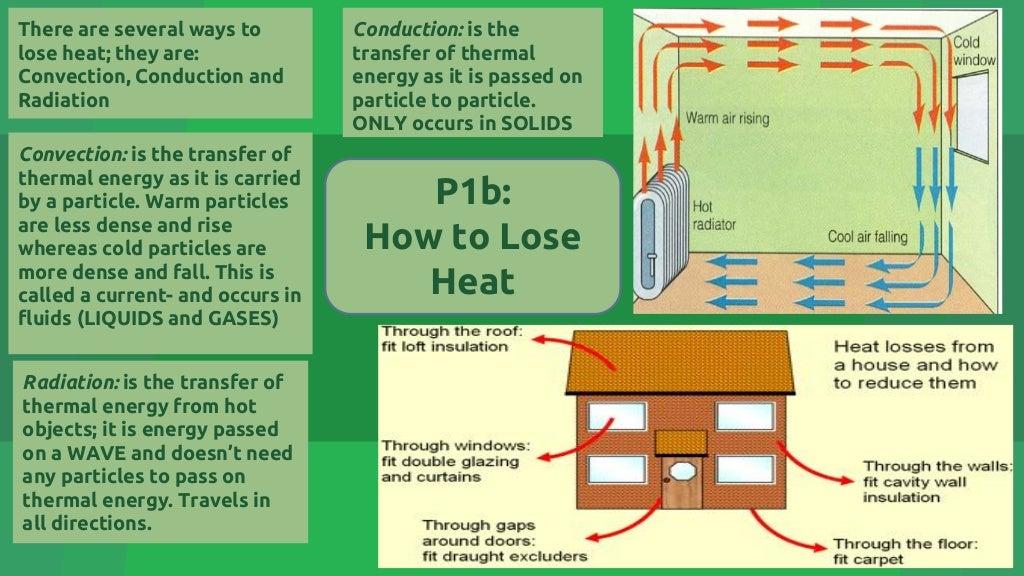 There are several ways to
lose heat; they are:
Convection, Conduction and
Radiation
Conduction: is the
transfer of thermal
energy as it is passed on
particle to particle.
ONLY occurs in SOLIDS
Convection: is the transfer of
thermal energy as it is carried
by a particle. Warm particles
are less dense and rise
whereas cold particles are
more dense and fall. This is
called a current- and occurs in
fluids (LIQUIDS and GASES)
P1b:
How to Lose
Heat
Radiation: is the transfer of
thermal energy from hot
objects; it is energy passed
on a WAVE and doesn’t need
any particles to pass on
thermal energy. Travels in
all directions.
Cold
window
Warm air rising
Hot
radiator
Cool air falling
Through the roof:
fit loft insulation
Heat losses from
a house and how
to reduce them
Through windows:
fit double glazing
and curtains
Through the walls:
fit cavity wall
insulation
Through gaps
around doors:
fit draught excluders
Through the floor:
fit carpet